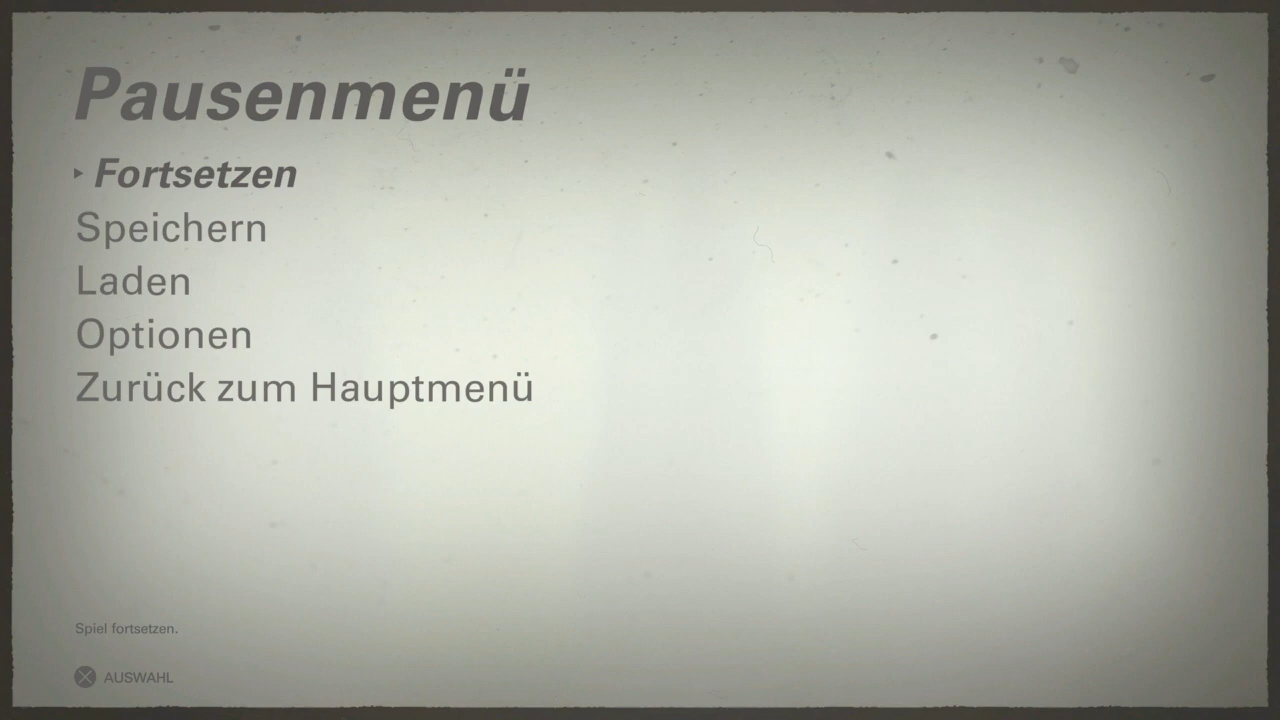 Pausenmenü
Fortsetzen
Speichern
Laden
Optionen
Zurück zum Hauptmenü
Spiel fortsetzen.
AUSWAHL